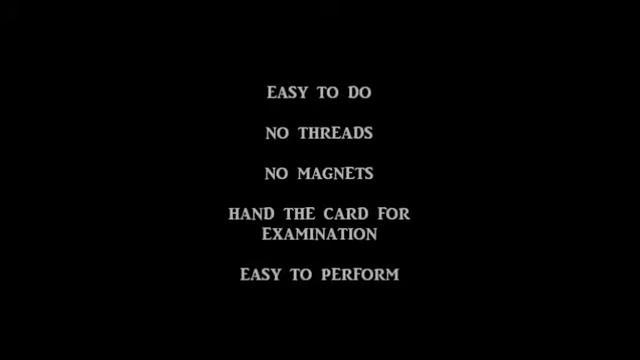 EASY TO DO
NO THREADS
NO MAGNETS
HAND THE CARD FOR
EXAMINATION
EASY TO PERFORM